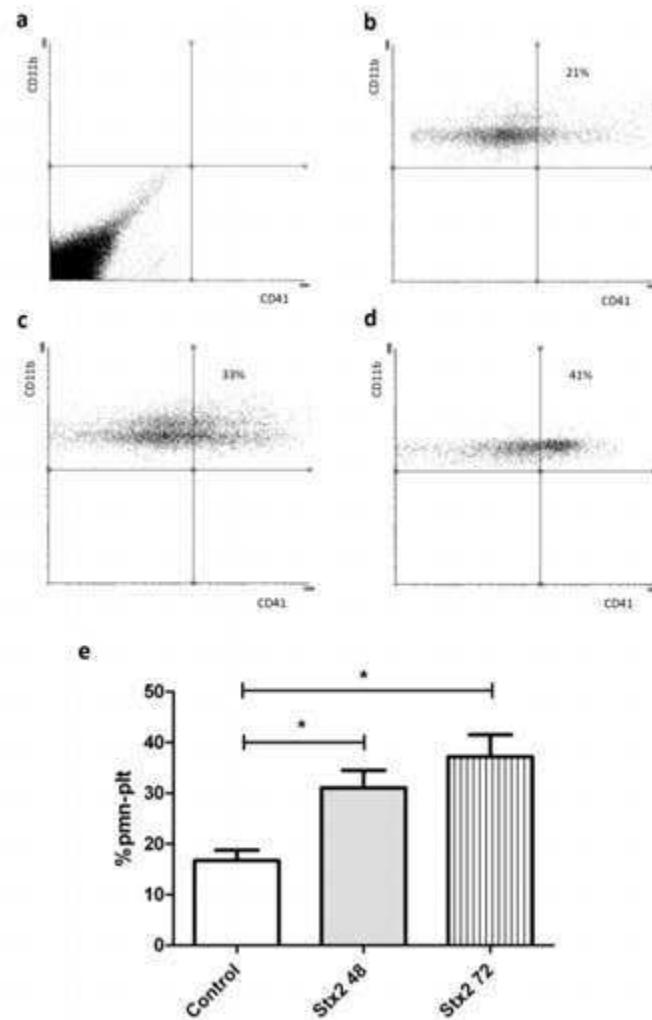 a
CD11b
CD41
b
CD11b
21%
CD41
c
CD11b
33%
CD41
d
CD11b
41%
CD41
e
%pmn-plt
50
40
30
20
10
0
*
*
Control
Stx2 48
Stx2 72